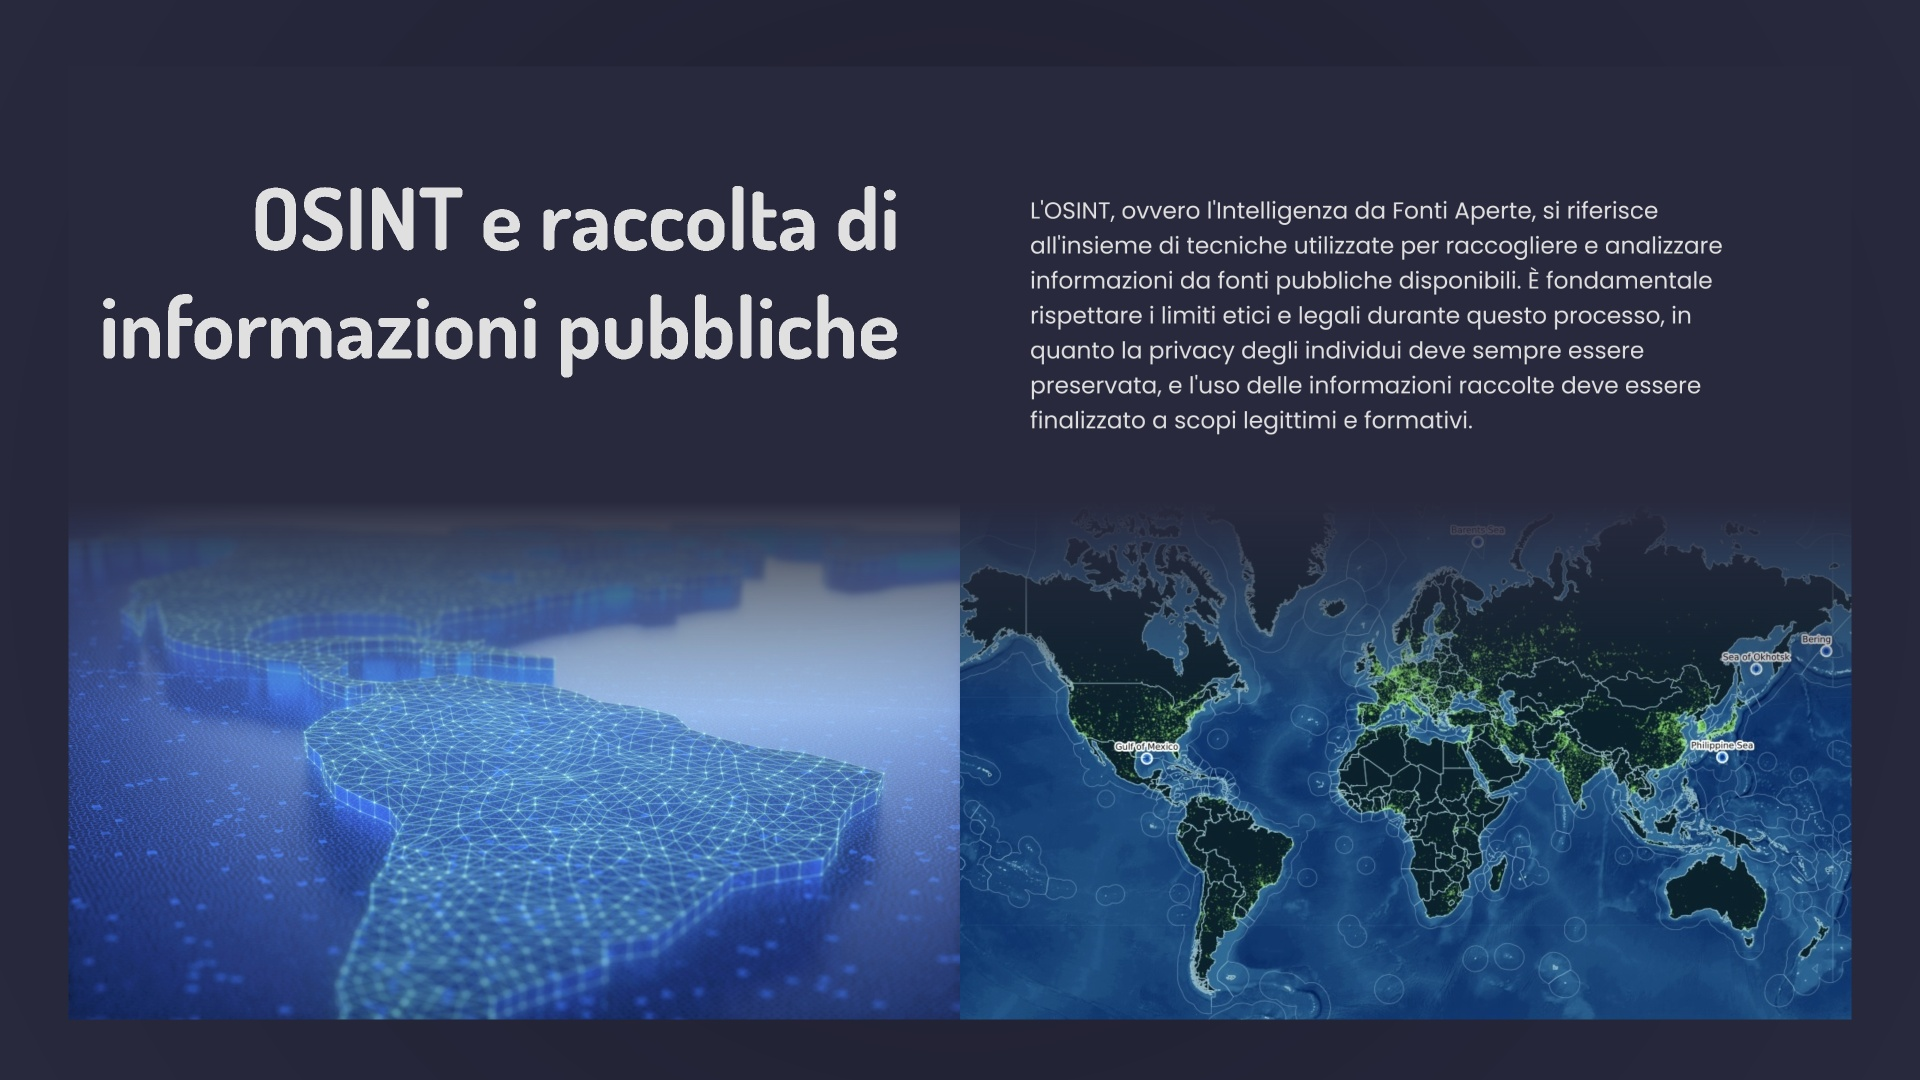 OSINT e raccolta di
informazioni pubbliche
L'OSINT, ovvero l'Intelligenza da Fonti Aperte, si riferisce
all'insieme di tecniche utilizzate per raccogliere e analizzare
informazioni da fonti pubbliche disponibili. È fondamentale
rispettare i limiti etici e legali durante questo processo, in
quanto la privacy degli individui deve sempre essere
preservata, e l'uso delle informazioni raccolte deve essere
finalizzato a scopi legittimi e formativi.
Barents Sea
Bering
Sea of Okhotsk
Gulf of Mexico
Philippine Sea